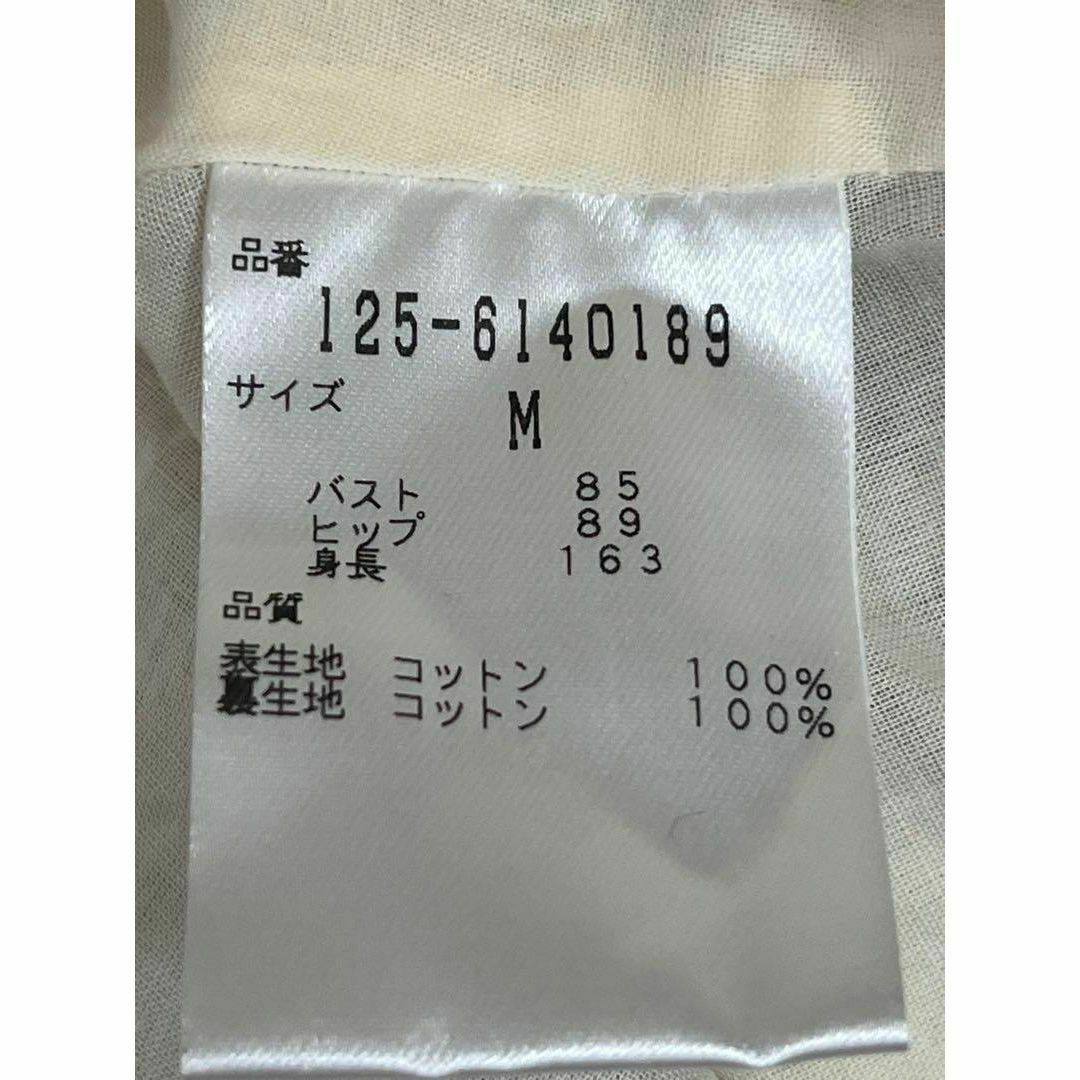 品番
125-6140189
サイズ
M
バスト 85
ヒップ 89
身長 163
品質
表生地 コットン 100%
裏生地 コットン 100%